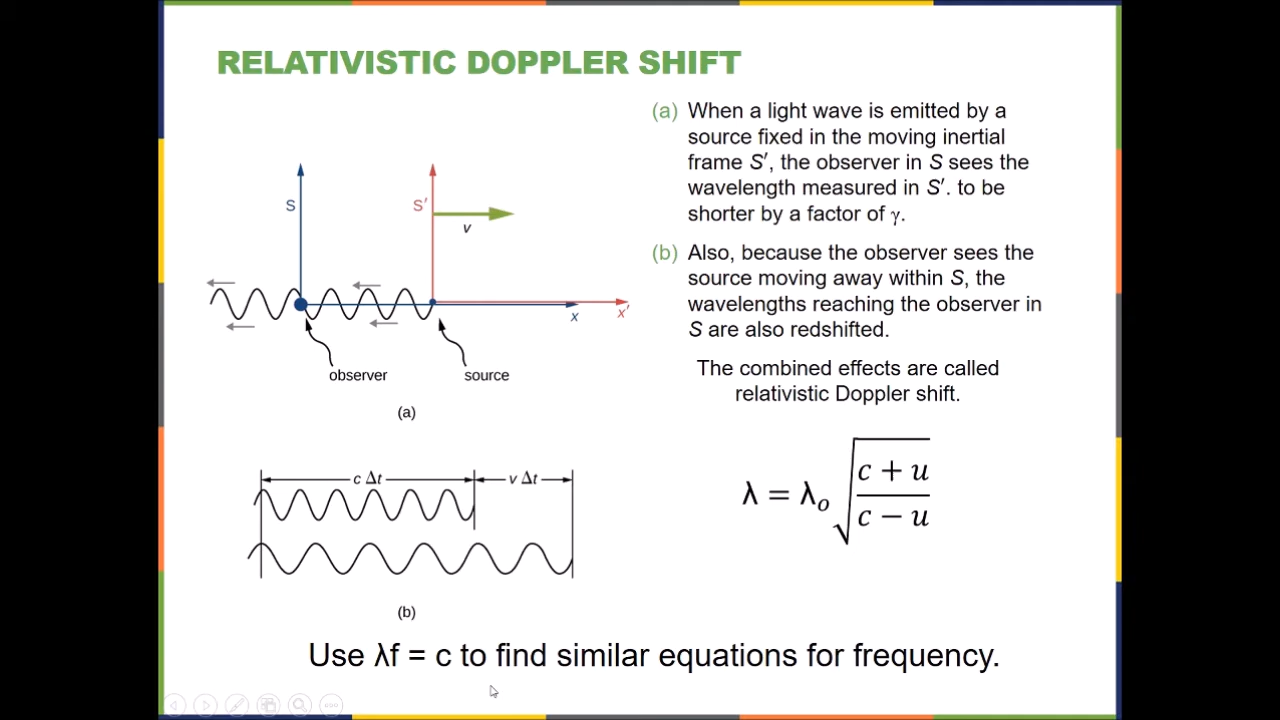 RELATIVISTIC DOPPLER SHIFT
S
S′
v
x
x′
observer
source
(a)
c Δt
v Δt
(b)
(a) When a light wave is emitted by a
source fixed in the moving inertial
frame S′, the observer in S sees the
wavelength measured in S′. to be
shorter by a factor of γ.
(b) Also, because the observer sees the
source moving away within S, the
wavelengths reaching the observer in
S are also redshifted.
The combined effects are called
relativistic Doppler shift.
λ = λₒ √((c + u)/(c − u))
Use λf = c to find similar equations for frequency.